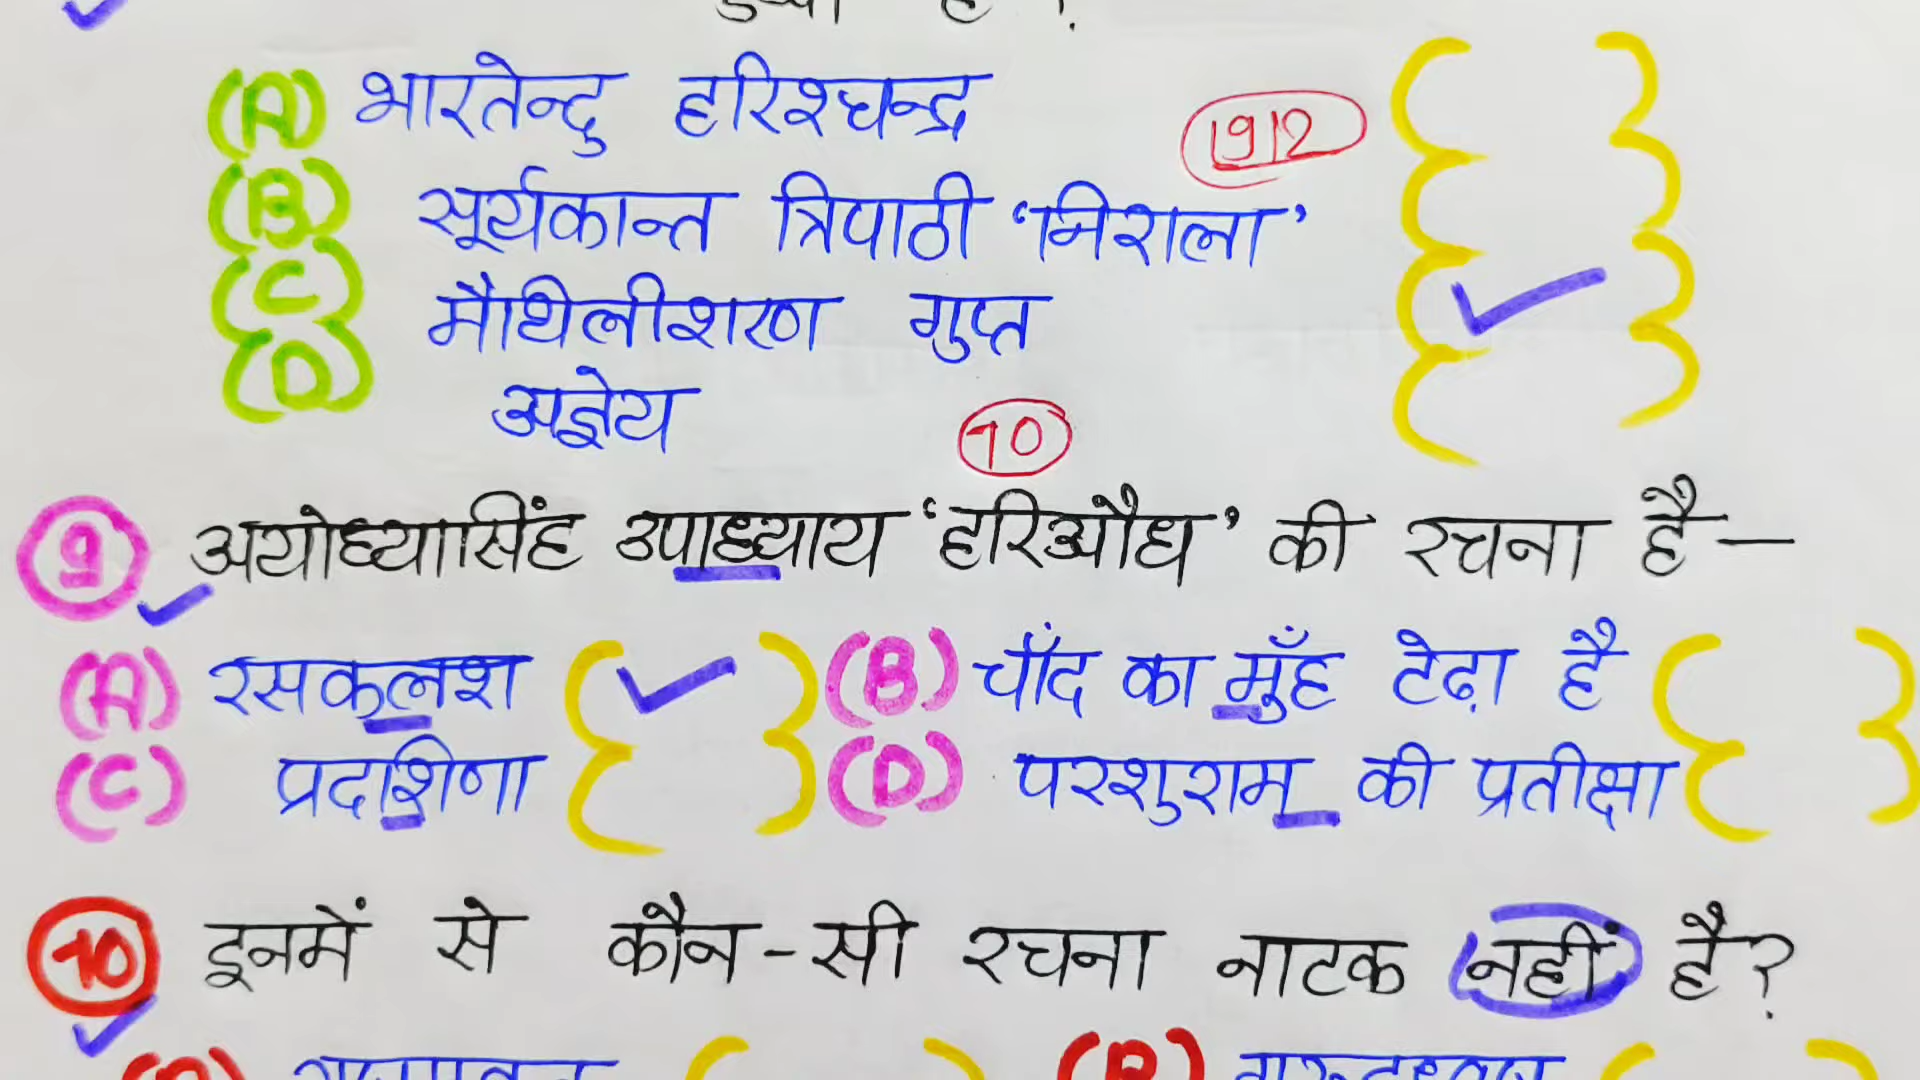 है ?
(A) भारतेन्दु हरिश्चन्द्र
1912
(B) सूर्यकान्त त्रिपाठी ‘निराला’
(C) मैथिलीशरण गुप्त
(D) अज्ञेय
10
9 अयोध्यासिंह उपाध्याय ‘हरिऔध’ की रचना है –
(A) रसकलश (B) चाँद का मुँह टेढ़ा है
(C) प्रदाशिणा (D) परशुराम की प्रतीक्षा
10 इनमें से कौन-सी रचना नाटक नहीं है?